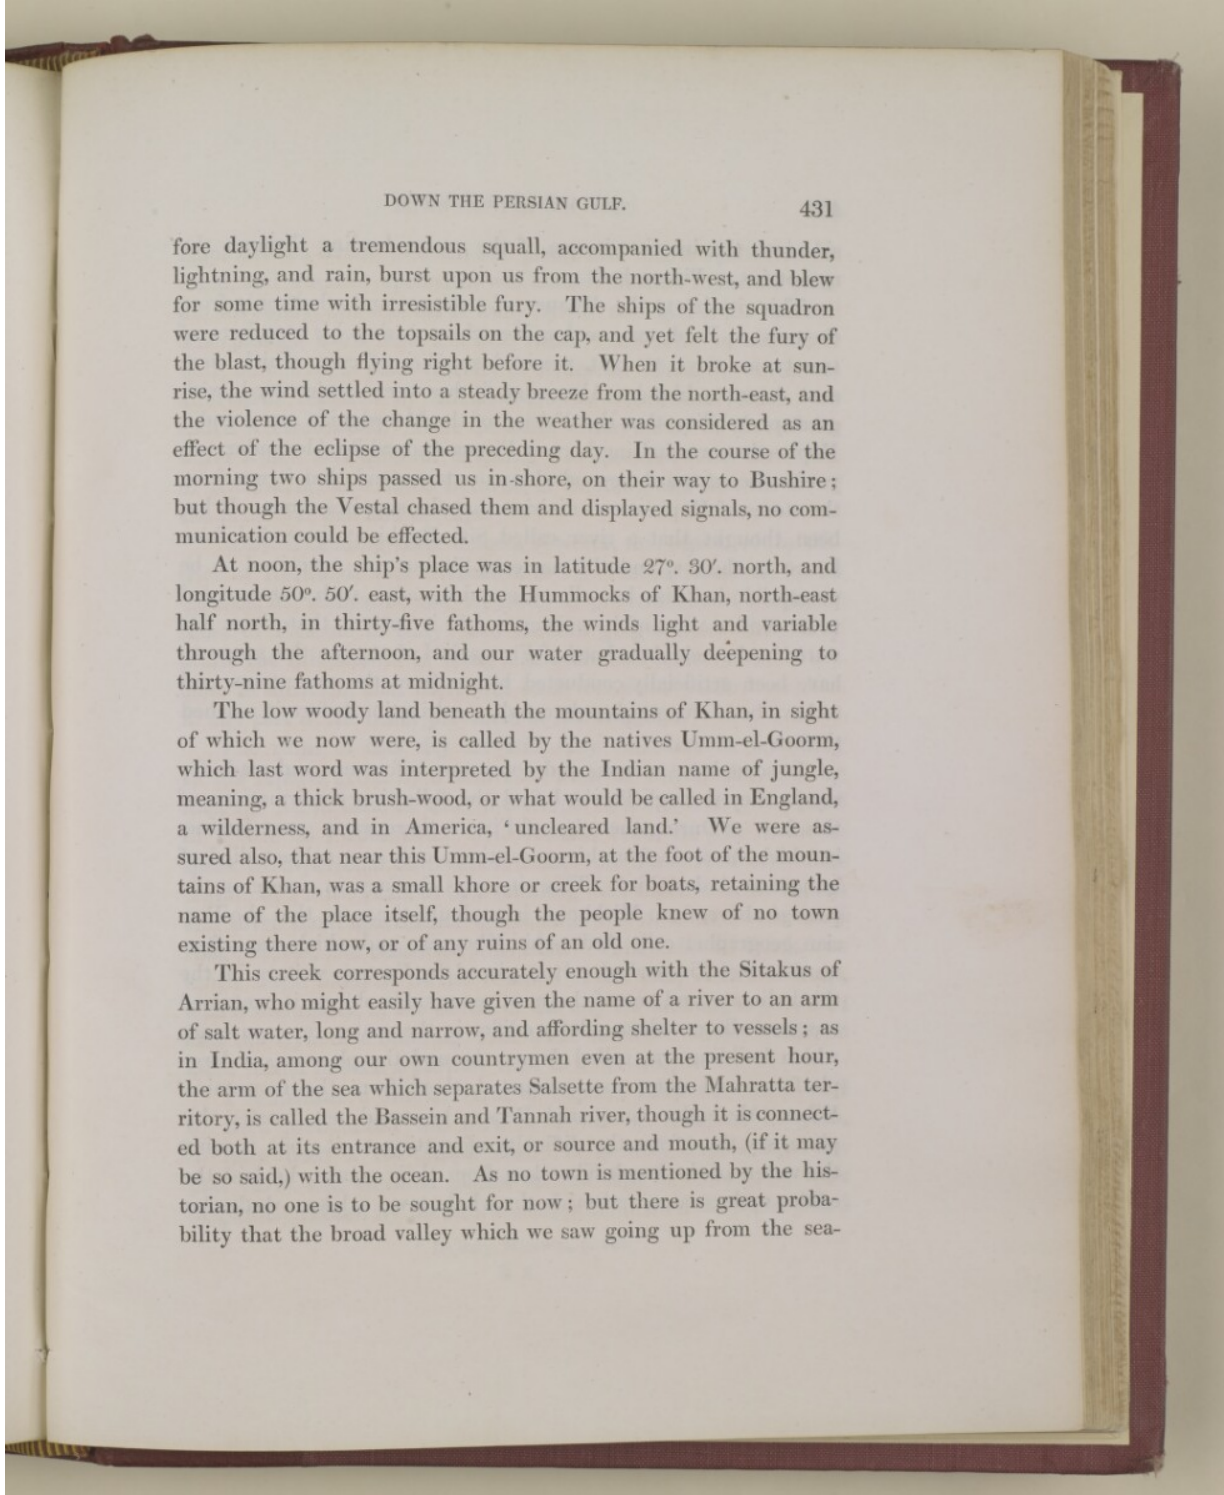 DOWN THE PERSIAN GULF.
431
fore daylight a tremendous squall, accompanied with thunder,
lightning, and rain, burst upon us from the north-west, and blew
for some time with irresistible fury. The ships of the squadron
were reduced to the topsails on the cap, and yet felt the fury of
the blast, though flying right before it. When it broke at sun-
rise, the wind settled into a steady breeze from the north-east, and
the violence of the change in the weather was considered as an
effect of the eclipse of the preceding day. In the course of the
morning two ships passed us in-shore, on their way to Bushire;
but though the Vestal chased them and displayed signals, no com-
munication could be effected.
At noon, the ship's place was in latitude 27º. 30′. north, and
longitude 50º. 50′. east, with the Hummocks of Khan, north-east
half north, in thirty-five fathoms, the winds light and variable
through the afternoon, and our water gradually deepening to
thirty-nine fathoms at midnight.
The low woody land beneath the mountains of Khan, in sight
of which we now were, is called by the natives Umm-el-Goorm,
which last word was interpreted by the Indian name of jungle,
meaning, a thick brush-wood, or what would be called in England,
a wilderness, and in America, ‘uncleared land.’ We were as-
sured also, that near this Umm-el-Goorm, at the foot of the moun-
tains of Khan, was a small khore or creek for boats, retaining the
name of the place itself, though the people knew of no town
existing there now, or of any ruins of an old one.
This creek corresponds accurately enough with the Sitakus of
Arrian, who might easily have given the name of a river to an arm
of salt water, long and narrow, and affording shelter to vessels; as
in India, among our own countrymen even at the present hour,
the arm of the sea which separates Salsette from the Mahratta ter-
ritory, is called the Bassein and Tannah river, though it is connect-
ed both at its entrance and exit, or source and mouth, (if it may
be so said,) with the ocean. As no town is mentioned by the his-
torian, no one is to be sought for now; but there is great proba-
bility that the broad valley which we saw going up from the sea-